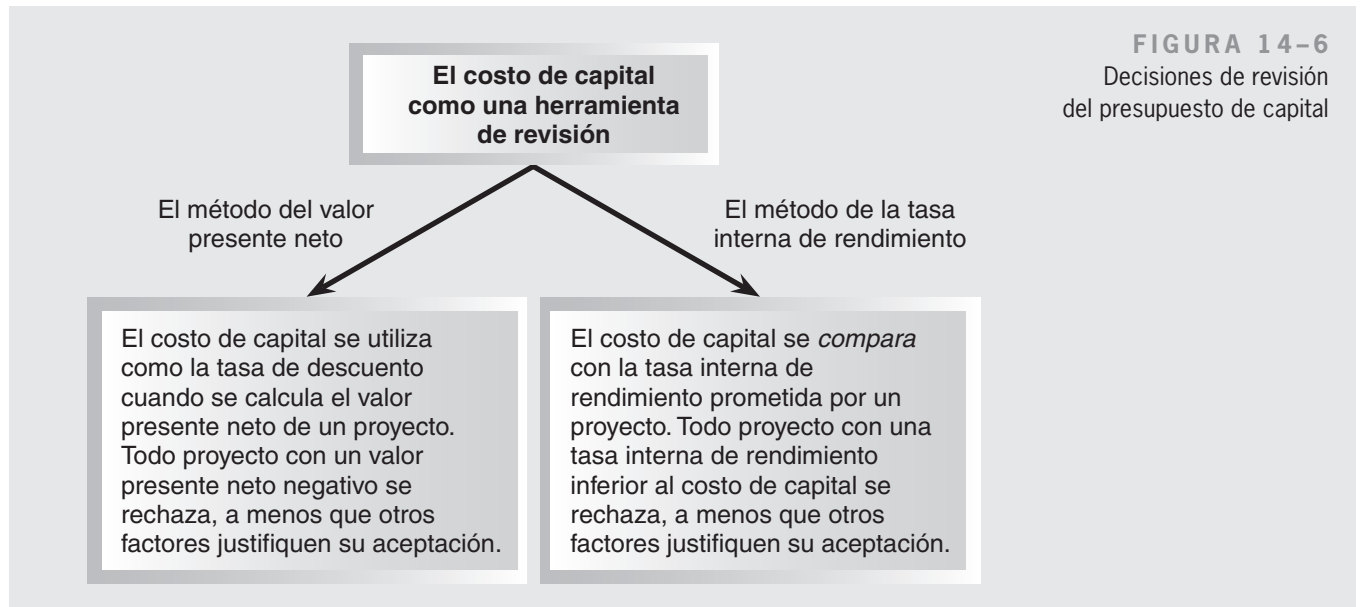 FIGURA 14–6
Decisiones de revisión
del presupuesto de capital
El costo de capital
como una herramienta
de revisión
El método del valor
presente neto
El método de la tasa
interna de rendimiento
El costo de capital se utiliza
como la tasa de descuento
cuando se calcula el valor
presente neto de un proyecto.
Todo proyecto con un valor
presente neto negativo se
rechaza, a menos que otros
factores justifiquen su aceptación.
El costo de capital se compara
con la tasa interna de
rendimiento prometida por un
proyecto. Todo proyecto con una
tasa interna de rendimiento
inferior al costo de capital se
rechaza, a menos que otros
factores justifiquen su aceptación.